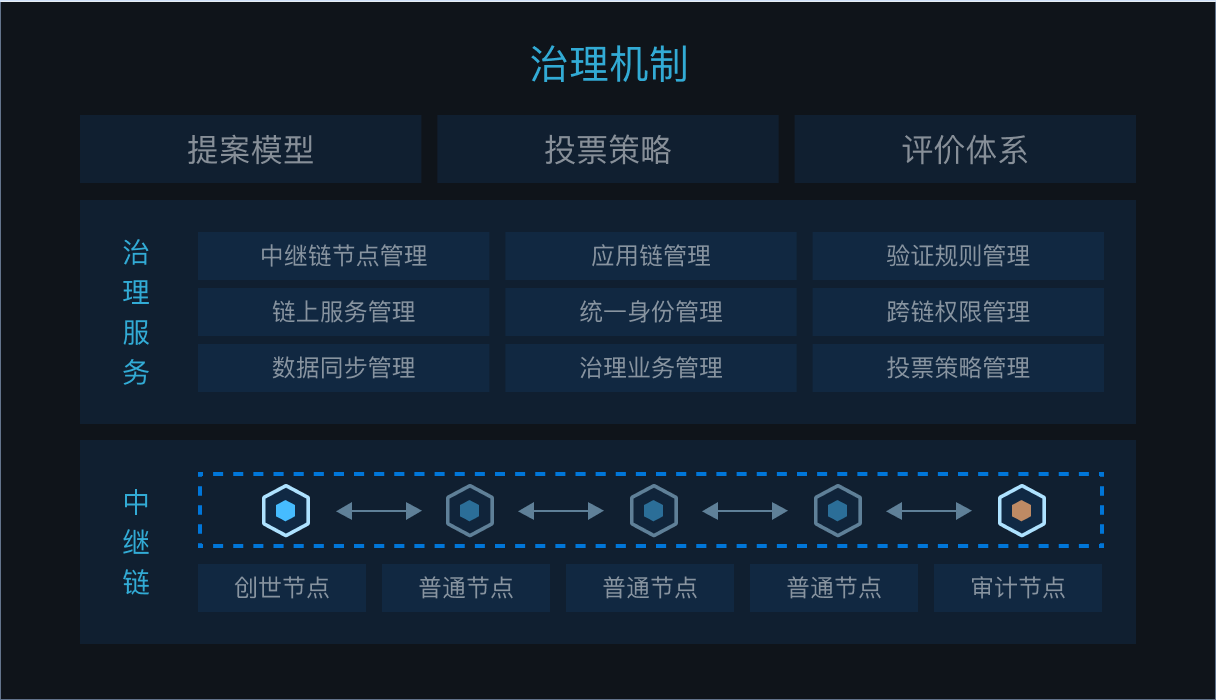 治理机制
提案模型
投票策略
评价体系
治理服务
中继链节点管理
应用链管理
验证规则管理
链上服务管理
统一身份管理
跨链权限管理
数据同步管理
治理业务管理
投票策略管理
中继链
创世节点
普通节点
普通节点
普通节点
审计节点